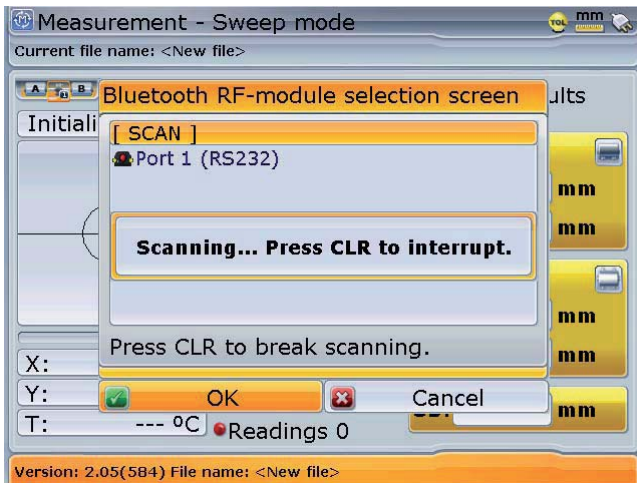 Measurement - Sweep mode
TOL mm
Current file name: <New file>
A B
Bluetooth RF-module selection screen
ults
Initiali
[ SCAN ]
Port 1 (RS232)
mm
mm
Scanning... Press CLR to interrupt.
mm
Press CLR to break scanning.
mm
X:
OK Cancel
Y:
mm
T: --- ºC Readings 0
Version: 2.05(584) File name: <New file>